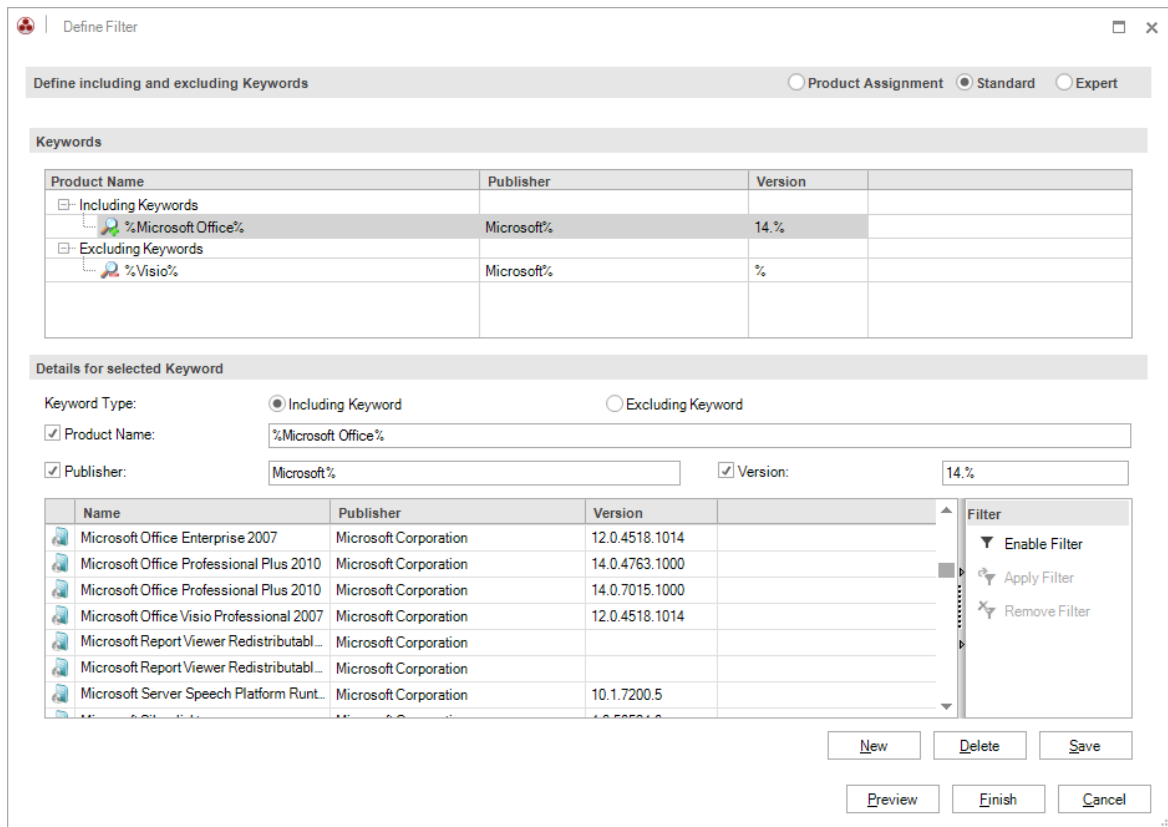 Define Filter
Define including and excluding Keywords Product Assignment Standard Expert
Keywords
Product Name Publisher Version
Including Keywords
%Microsoft Office% Microsoft% 14.%
Excluding Keywords
%Visio% Microsoft% %
Details for selected Keyword
Keyword Type: Including Keyword Excluding Keyword
Product Name: %Microsoft Office%
Publisher: Microsoft% Version: 14.%
Name Publisher Version Filter
Microsoft Office Enterprise 2007 Microsoft Corporation 12.0.4518.1014 Enable Filter
Microsoft Office Professional Plus 2010 Microsoft Corporation 14.0.4763.1000 Apply Filter
Microsoft Office Professional Plus 2010 Microsoft Corporation 14.0.7015.1000 Remove Filter
Microsoft Office Visio Professional 2007 Microsoft Corporation 12.0.4518.1014
Microsoft Report Viewer Redistributabl... Microsoft Corporation
Microsoft Report Viewer Redistributabl... Microsoft Corporation
Microsoft Server Speech Platform Runt... Microsoft Corporation 10.1.7200.5
New Delete Save
Preview Finish Cancel